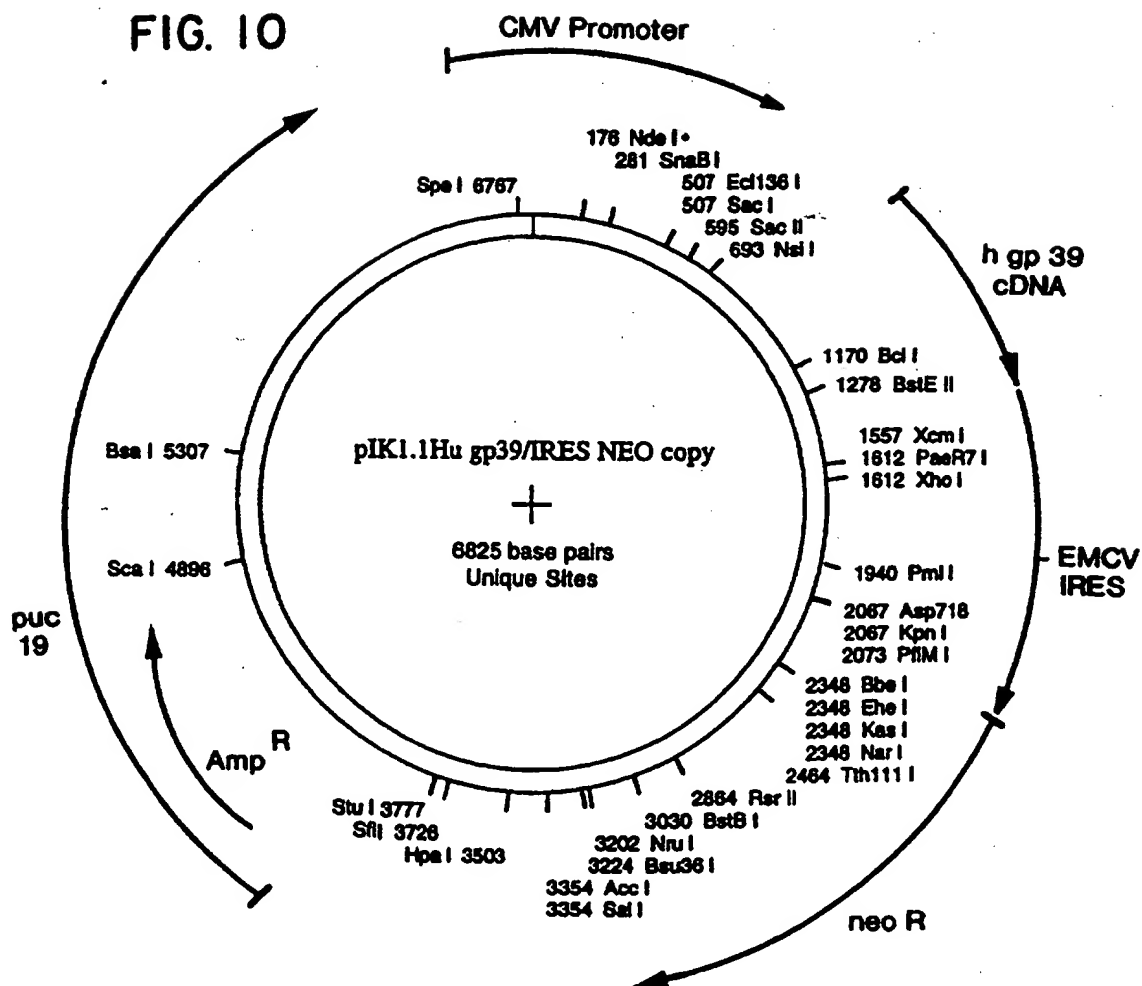 FIG. 10
CMV Promoter
176 Nde I•
281 SnaB I
507 Ecl136 I
507 Sac I
595 Sac II
693 Nsi I
Spe I 6767
h gp 39
cDNA
1170 Bcl I
1278 BstE II
1557 Xcm I
1612 PaeR7 I
1612 Xho I
Bsa I 5307
pIK1.1Hu gp39/IRES NEO copy
6825 base pairs
Unique Sites
Sca I 4896
EMCV
IRES
1940 Pml I
2067 Asp718
2067 Kpn I
2073 PflM I
puc
19
2348 Bbe I
2348 Ehe I
2348 Kas I
2348 Nar I
2464 Tth111 I
Amp R
2864 Rsr II
3030 BstB I
3202 Nru I
3224 Bsu36 I
3354 Acc I
3354 Sal I
Stu I 3777
SfiI 3726
Hpa I 3503
neo R